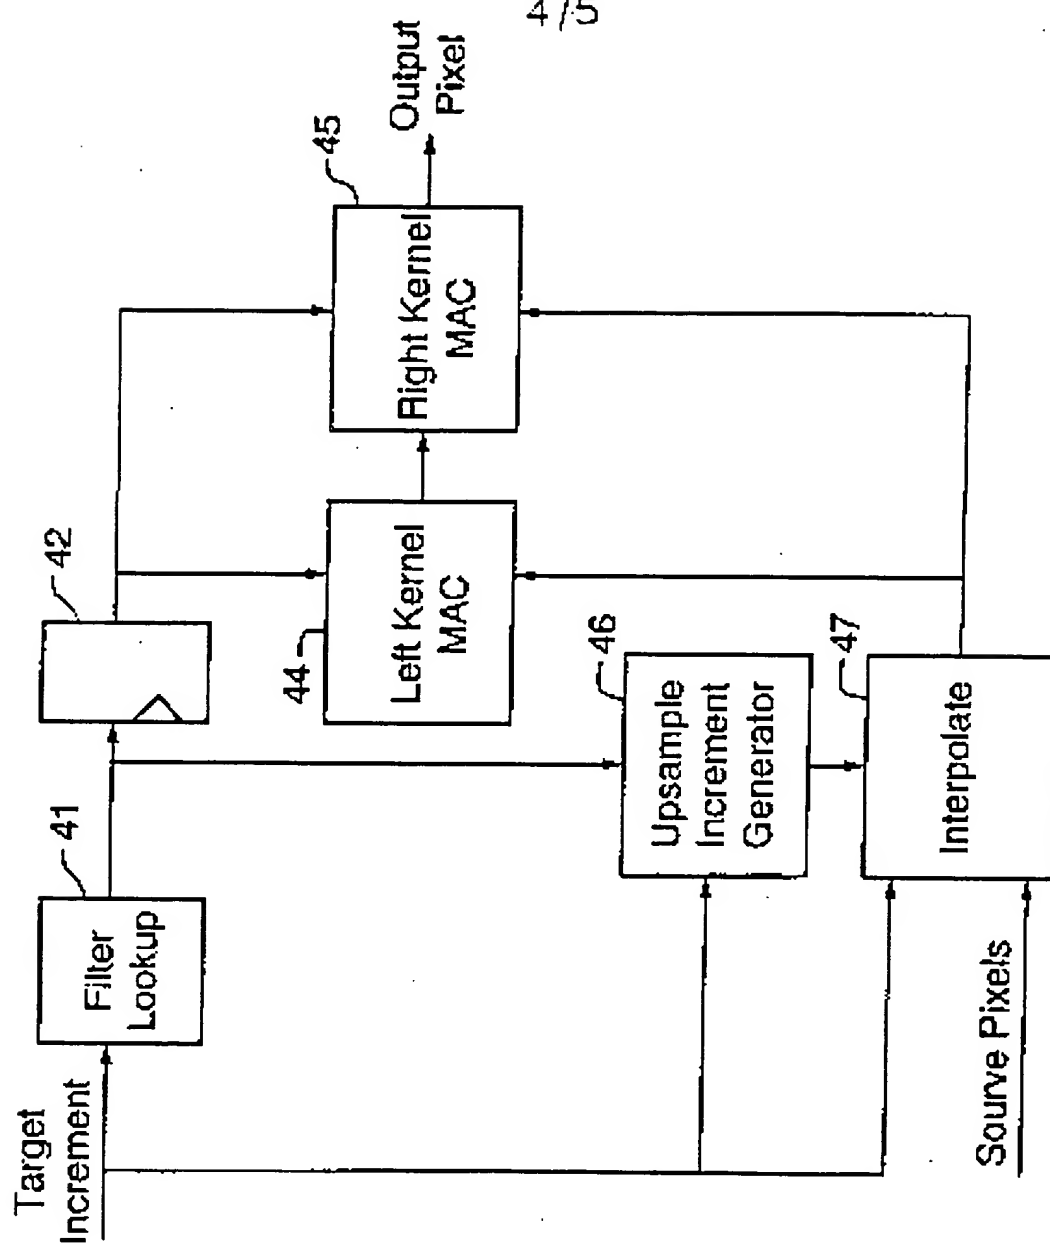 4/5
Target
Increment
41
Filter
Lookup
42
44
Left Kernel
MAC
45
Right Kernel
MAC
Output
Pixel
46
Upsample
Increment
Generator
47
Interpolate
Sourve Pixels